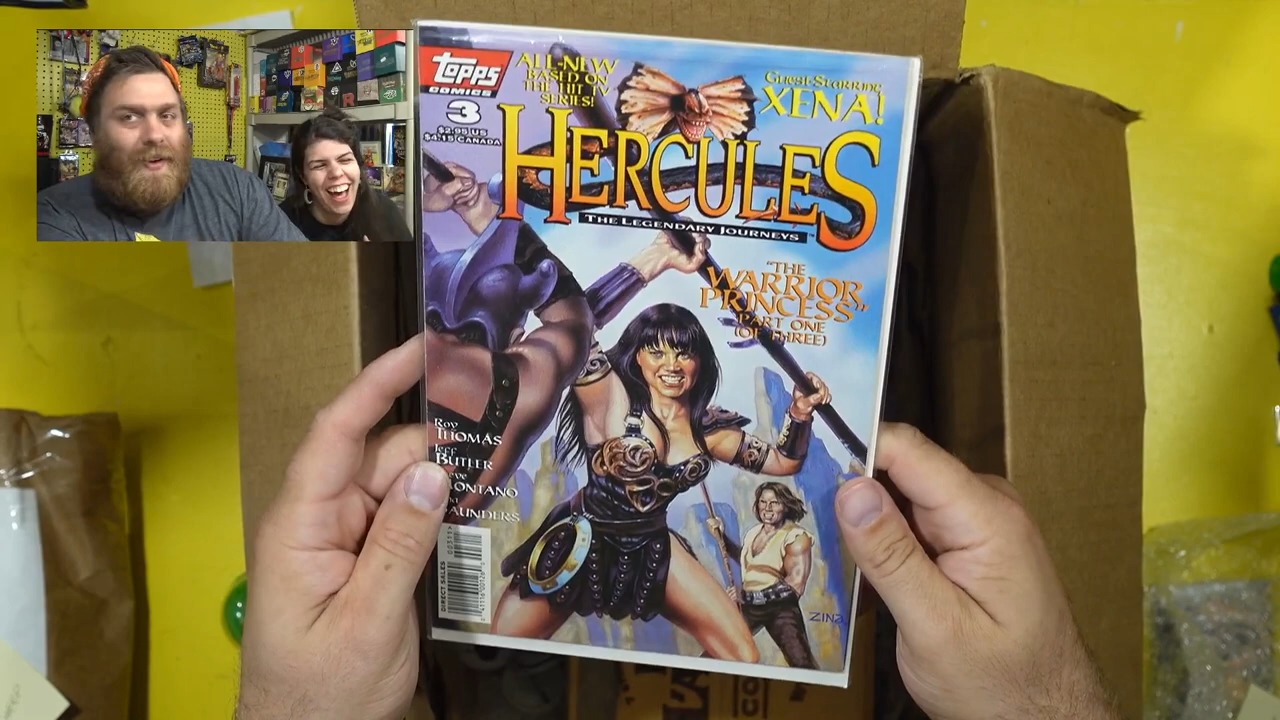 TOPPS
COMICS
3
$2.95 US
$4.15 CANADA
ALL-NEW
BASED ON
THE HIT TV
SERIES!
Guest-Starring
XENA!
HERCULES
THE LEGENDARY JOURNEYS
"THE
WARRIOR
PRINCESS"
PART ONE
(OF THREE)
Roy
THOMAS
Jeff
BUTLER
DIRECT SALES
ZINA